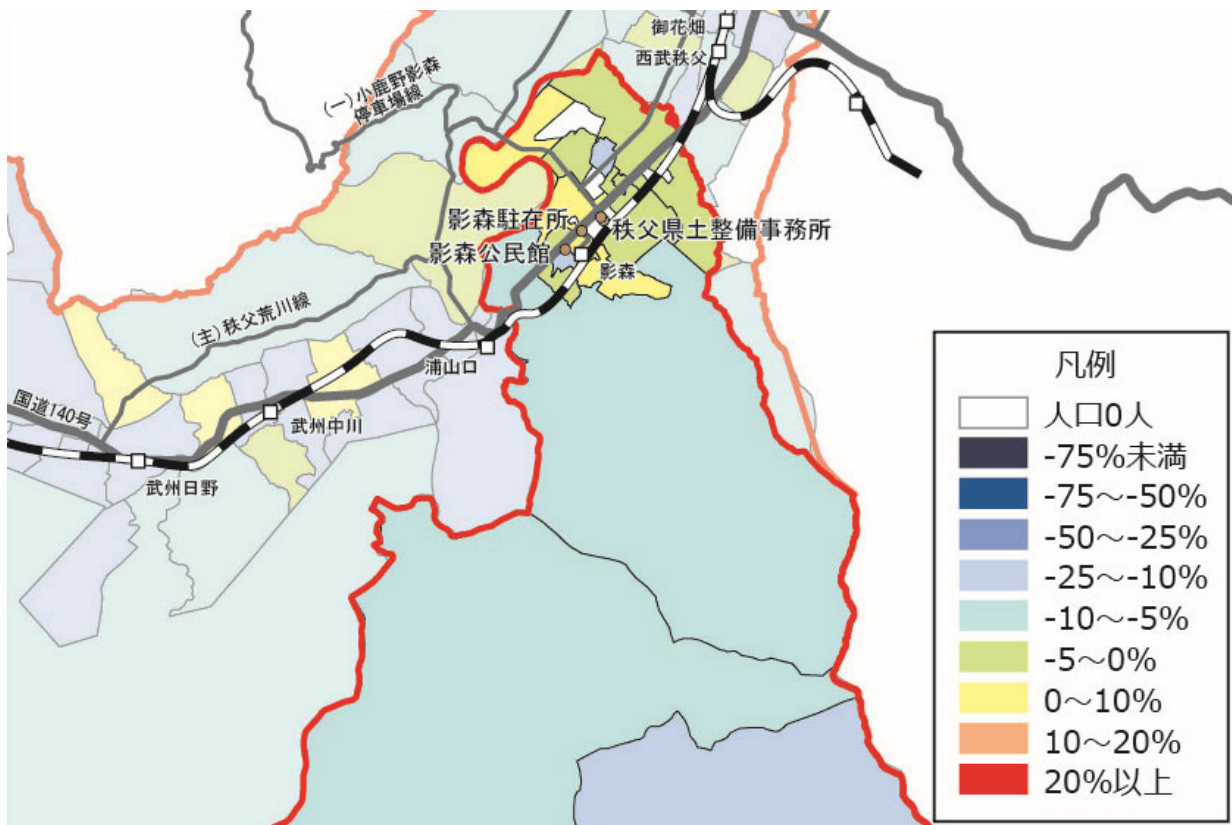 御花畑
西武秩父
(一)小鹿野影森
停車場線
影森駐在所
秩父県土整備事務所
影森公民館
影森
(主)秩父荒川線
浦山口
国道140号
武州中川
武州日野
凡例
人口0人
-75%未満
-75～-50%
-50～-25%
-25～-10%
-10～-5%
-5～0%
0～10%
10～20%
20%以上